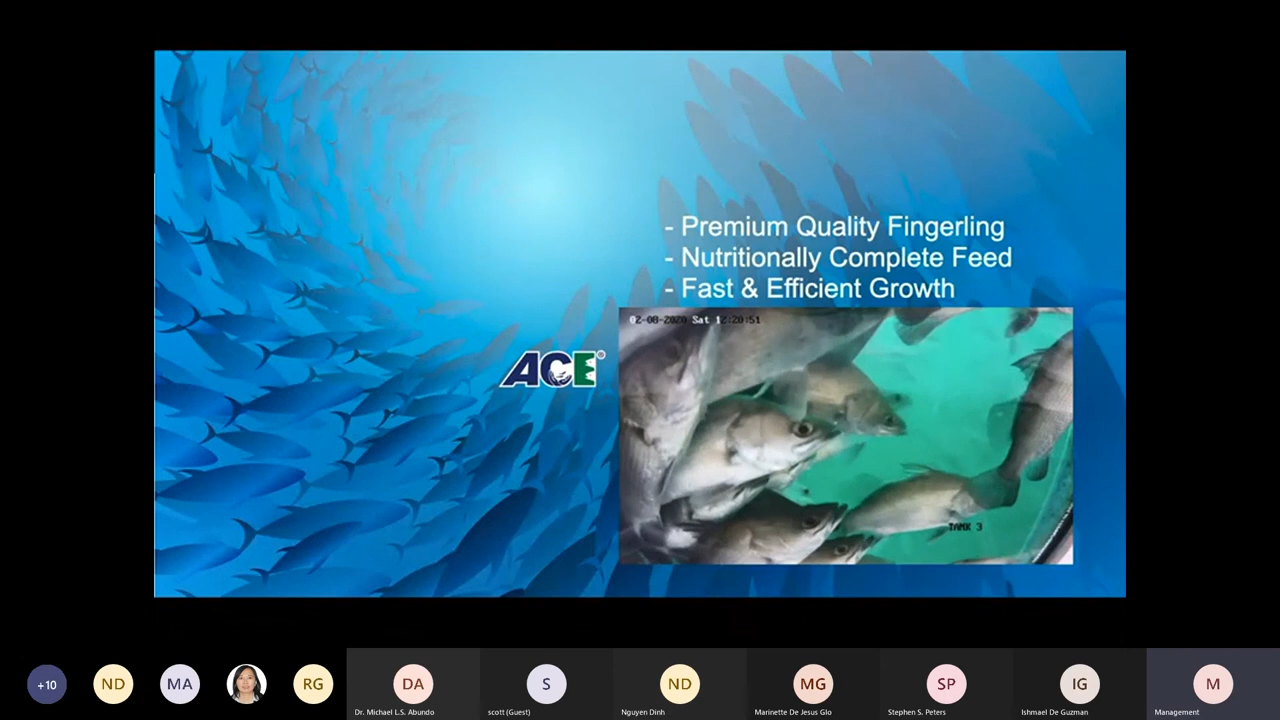 - Premium Quality Fingerling
- Nutritionally Complete Feed
- Fast & Efficient Growth
02-08-2020 Sat 12:20:51
ACE®
TANK 3
+10
ND
MA
RG
DA
S
ND
MG
SP
IG
M
Dr. Michael L.S. Abundo
scott (Guest)
Nguyen Dinh
Marinette De Jesus Glo
Stephen S. Peters
Ishmael De Guzman
Management